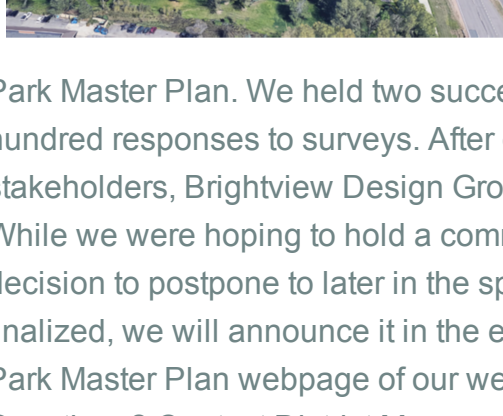 Park Master Plan. We held two succe
hundred responses to surveys. After
stakeholders, Brightview Design Gro
While we were hoping to hold a com
decision to postpone to later in the sp
inalized, we will announce it in the e
Park Master Plan webpage of our we